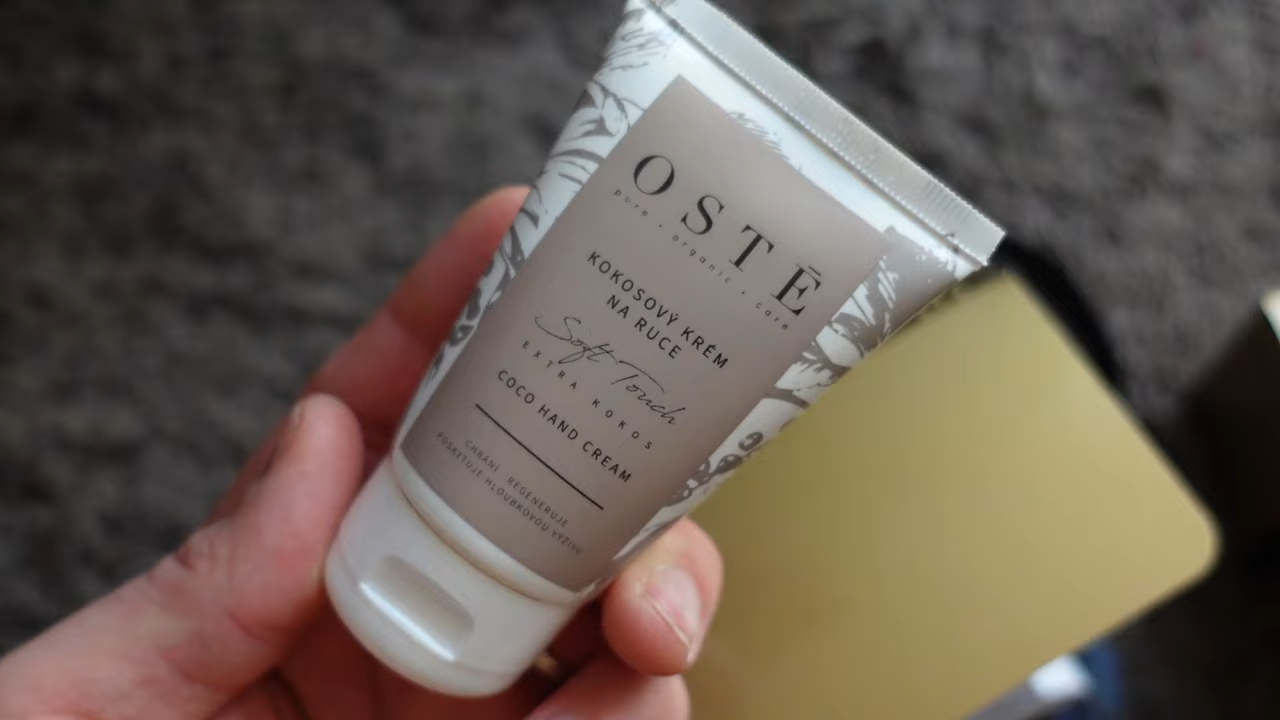 OSTĒ
pure • organic • care
KOKOSOVÝ KRÉM
NA RUCE
Soft Touch
EXTRA KOKOS
COCO HAND CREAM
CHRÁNÍ REGENERUJE
POSKYTUJE HLOUBKOVOU VÝŽIVU